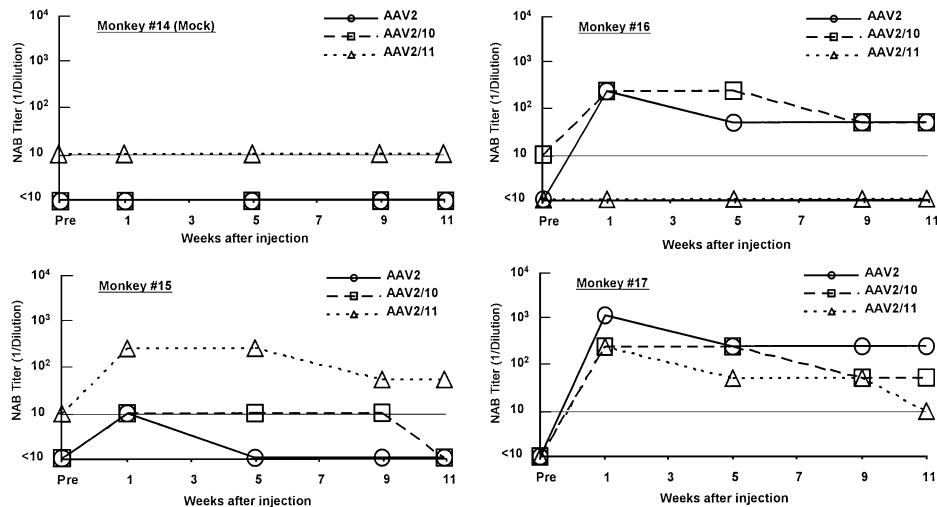 Monkey #14 (Mock)
AAV2
AAV2/10
AAV2/11
NAB Titer (1/Dilution)
10⁴
10³
10²
10
<10
Pre 1 3 5 7 9 11
Weeks after injection
Monkey #16
AAV2
AAV2/10
AAV2/11
NAB Titer (1/Dilution)
10⁴
10³
10²
10
<10
Pre 1 3 5 7 9 11
Weeks after injection
Monkey #15
AAV2
AAV2/10
AAV2/11
NAB Titer (1/Dilution)
10⁴
10³
10²
10
<10
Pre 1 3 5 7 9 11
Weeks after injection
Monkey #17
AAV2
AAV2/10
AAV2/11
NAB Titer (1/Dilution)
10⁴
10³
10²
10
<10
Pre 1 3 5 7 9 11
Weeks after injection